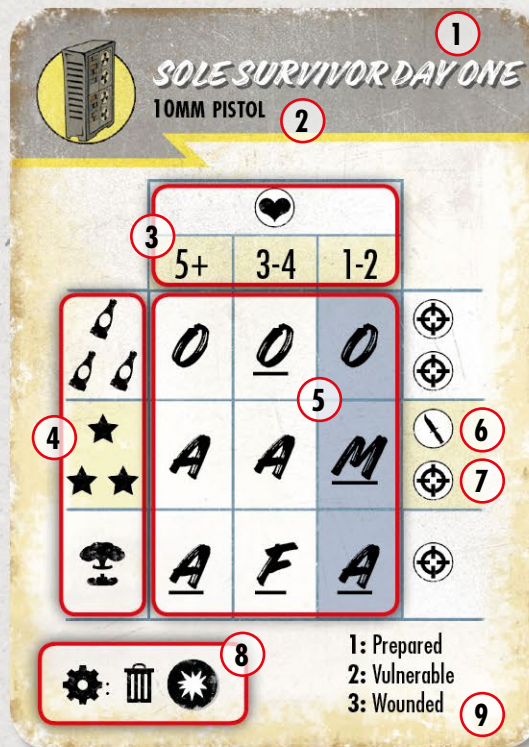 1
SOLE SURVIVOR DAY ONE
10MM PISTOL
2
3
5+ 3-4 1-2
O O O
5
4
A A M
6
7
A F A
8
:
1: Prepared
2: Vulnerable
3: Wounded
9